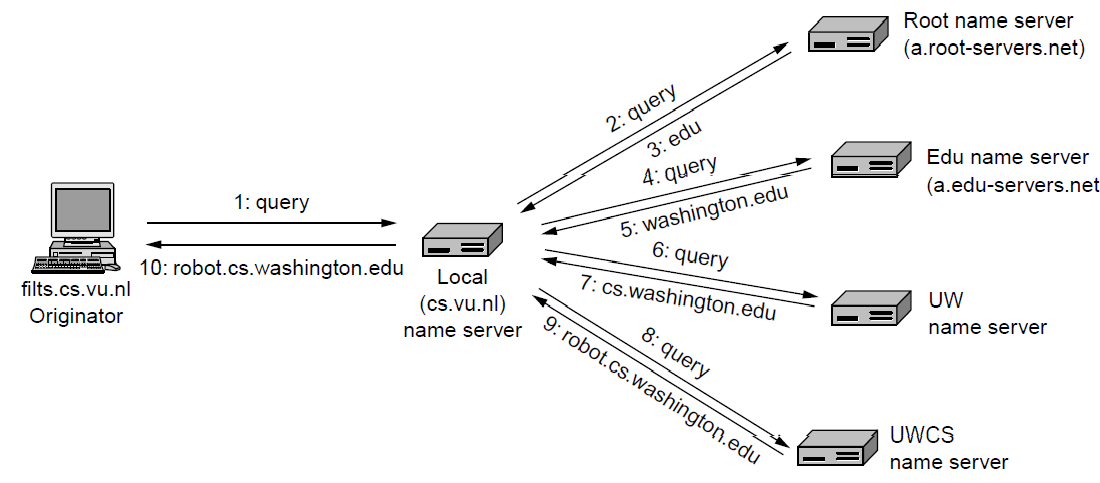 Root name server
(a.root-servers.net)
2: query
3: edu
4: query
Edu name server
(a.edu-servers.net
1: query
5: washington.edu
6: query
10: robot.cs.washington.edu
Local
(cs.vu.nl)
name server
7: cs.washington.edu
filts.cs.vu.nl
Originator
UW
name server
8: query
9: robot.cs.washington.edu
UWCS
name server